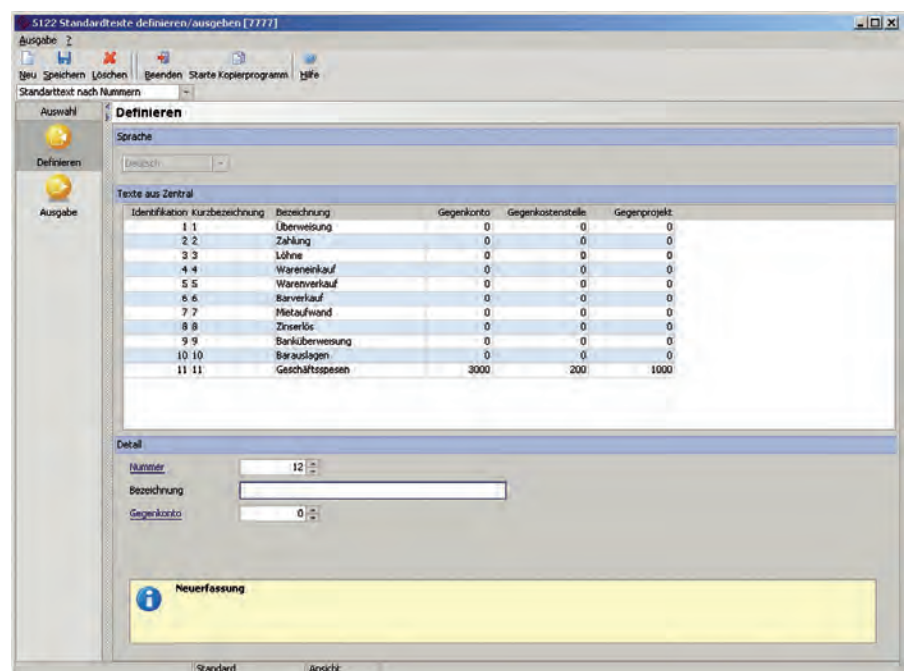 S122 Standardtexte definieren/ausgeben [7777]
Ausgabe ?
Neu Speichern Löschen Beenden Starte Kopierprogramm Hilfe
Standarttext nach Nummern
Auswahl
Definieren
Ausgabe
Definieren
Sprache
Deutsch
Texte aus Zentral
Identifikation Kurzbezeichnung Bezeichnung Gegenkonto Gegenkostenstelle Gegenprojekt
1 1 Überweisung 0 0 0
2 2 Zahlung 0 0 0
3 3 Löhne 0 0 0
4 4 Wareneinkauf 0 0 0
5 5 Warenverkauf 0 0 0
6 6 Barverkauf 0 0 0
7 7 Mietaufwand 0 0 0
8 8 Zinserlös 0 0 0
9 9 Banküberweisung 0 0 0
10 10 Barauslagen 0 0 0
11 11 Geschäftsspesen 3000 200 1000
Detail
Nummer 12
Bezeichnung
Gegenkonto 0
Neuerfassung
Standard Ansicht